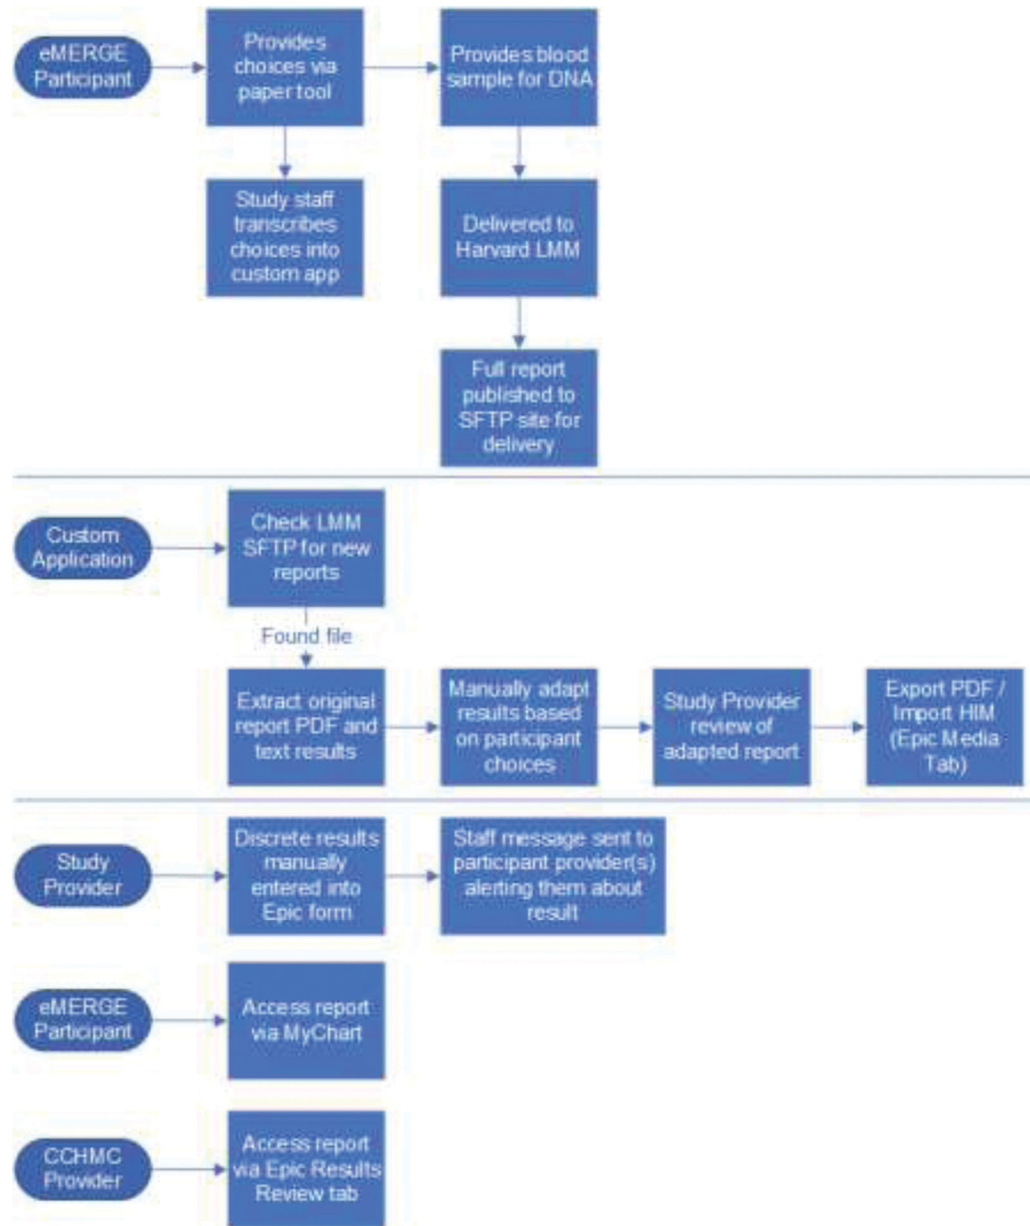 eMERGE
Participant
Provides
choices via
paper tool
Provides blood
sample for DNA
Study staff
transcribes
choices into
custom app
Delivered to
Harvard LMM
Full report
published to
SFTP site for
delivery
Custom
Application
Check LMM
SFTP for new
reports
Found file
Extract original
report PDF and
text results
Manually adapt
results based
on participant
choices
Study Provider
review of
adapted report
Export PDF /
Import HIM
(Epic Media
Tab)
Study
Provider
Discrete results
manually
entered into
Epic form
Staff message sent to
participant provider(s)
alerting them about
result
eMERGE
Participant
Access report
via MyChart
CCHMC
Provider
Access report
via Epic Results
Review tab